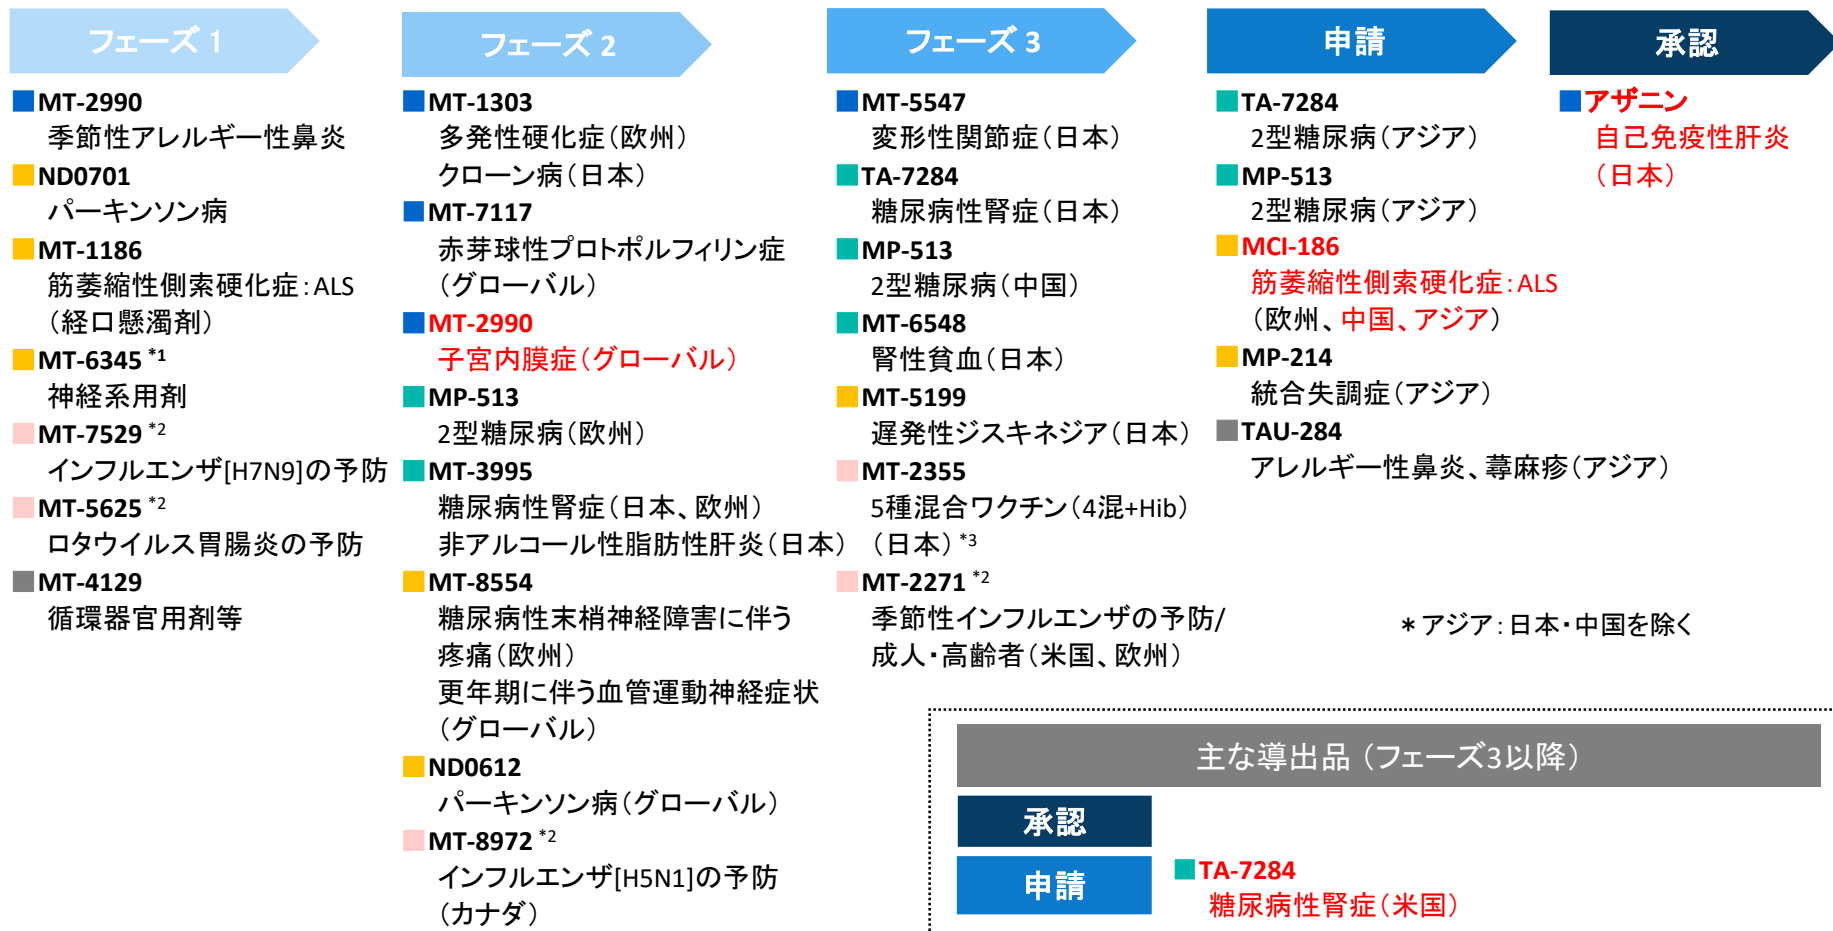 フェーズ 1
MT-2990
季節性アレルギー性鼻炎
ND0701
パーキンソン病
MT-1186
筋萎縮性側索硬化症：ALS
（経口懸濁剤）
MT-6345 *1
神経系用剤
MT-7529 *2
インフルエンザ[H7N9]の予防
MT-5625 *2
ロタウイルス胃腸炎の予防
MT-4129
循環器官用剤等
フェーズ 2
MT-1303
多発性硬化症（欧州）
クローン病（日本）
MT-7117
赤芽球性プロトポルフィリン症
（グローバル）
MT-2990
子宮内膜症（グローバル）
MP-513
2型糖尿病（欧州）
MT-3995
糖尿病性腎症（日本、欧州）
非アルコール性脂肪性肝炎（日本）
MT-8554
糖尿病性末梢神経障害に伴う
疼痛（欧州）
更年期に伴う血管運動神経症状
（グローバル）
ND0612
パーキンソン病（グローバル）
MT-8972 *2
インフルエンザ[H5N1]の予防
（カナダ）
フェーズ 3
MT-5547
変形性関節症（日本）
TA-7284
糖尿病性腎症（日本）
MP-513
2型糖尿病（中国）
MT-6548
腎性貧血（日本）
MT-5199
遅発性ジスキネジア（日本）
MT-2355
5種混合ワクチン（4混+Hib）
（日本）*3
MT-2271 *2
季節性インフルエンザの予防/
成人・高齢者（米国、欧州）
申請
TA-7284
2型糖尿病（アジア）
MP-513
2型糖尿病（アジア）
MCI-186
筋萎縮性側索硬化症：ALS
（欧州、中国、アジア）
MP-214
統合失調症（アジア）
TAU-284
アレルギー性鼻炎、蕁麻疹（アジア）
承認
アザニン
自己免疫性肝炎
（日本）
＊アジア：日本・中国を除く
主な導出品（フェーズ3以降）
承認
申請
TA-7284
糖尿病性腎症（米国）